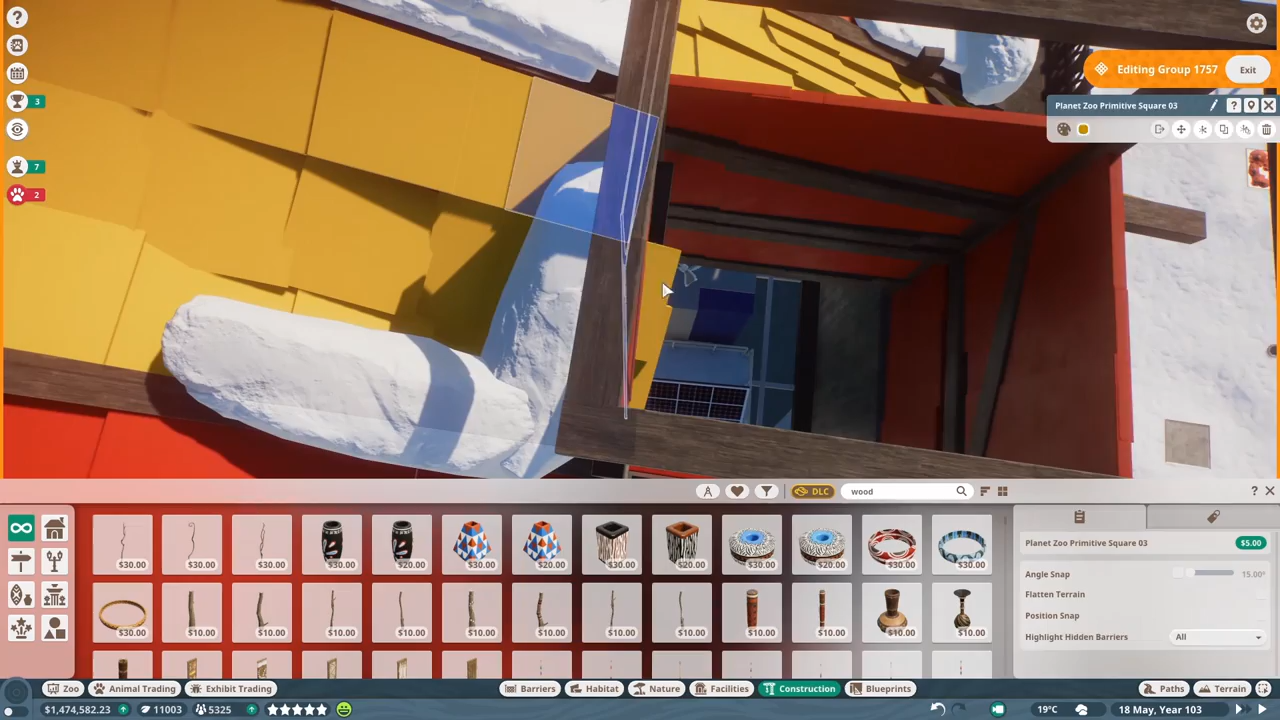 Editing Group 1757
Exit
Planet Zoo Primitive Square 03
?
3
7
2
DLC
wood
?
$30.00 $30.00 $30.00 $30.00 $20.00 $30.00 $20.00 $30.00 $20.00 $30.00 $20.00 $30.00 $30.00
$30.00 $10.00 $10.00 $10.00 $10.00 $10.00 $10.00 $10.00 $10.00 $10.00 $10.00 $10.00 $10.00
Planet Zoo Primitive Square 03 $5.00
Angle Snap 15.00°
Flatten Terrain
Position Snap
Highlight Hidden Barriers All
Zoo Animal Trading Exhibit Trading Barriers Habitat Nature Facilities Construction Blueprints Paths Terrain
$1,474,582.23 11003 5325 19°C 18 May, Year 103